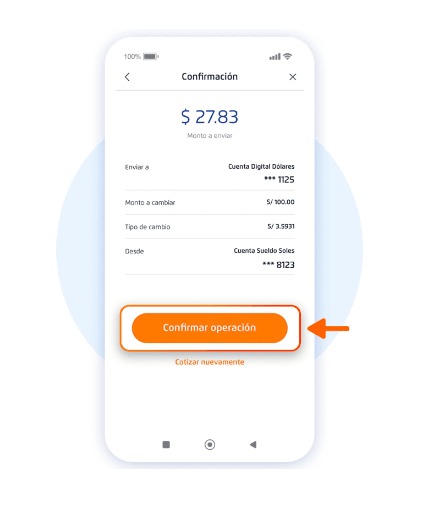 100%
Confirmación
$ 27.83
Monto a enviar
Enviar a
Cuenta Digital Dólares
*** 1125
Monto a cambiar
S/ 100.00
Tipo de cambio
S/ 3.5931
Desde
Cuenta Sueldo Soles
*** 8123
Confirmar operación
Cotizar nuevamente